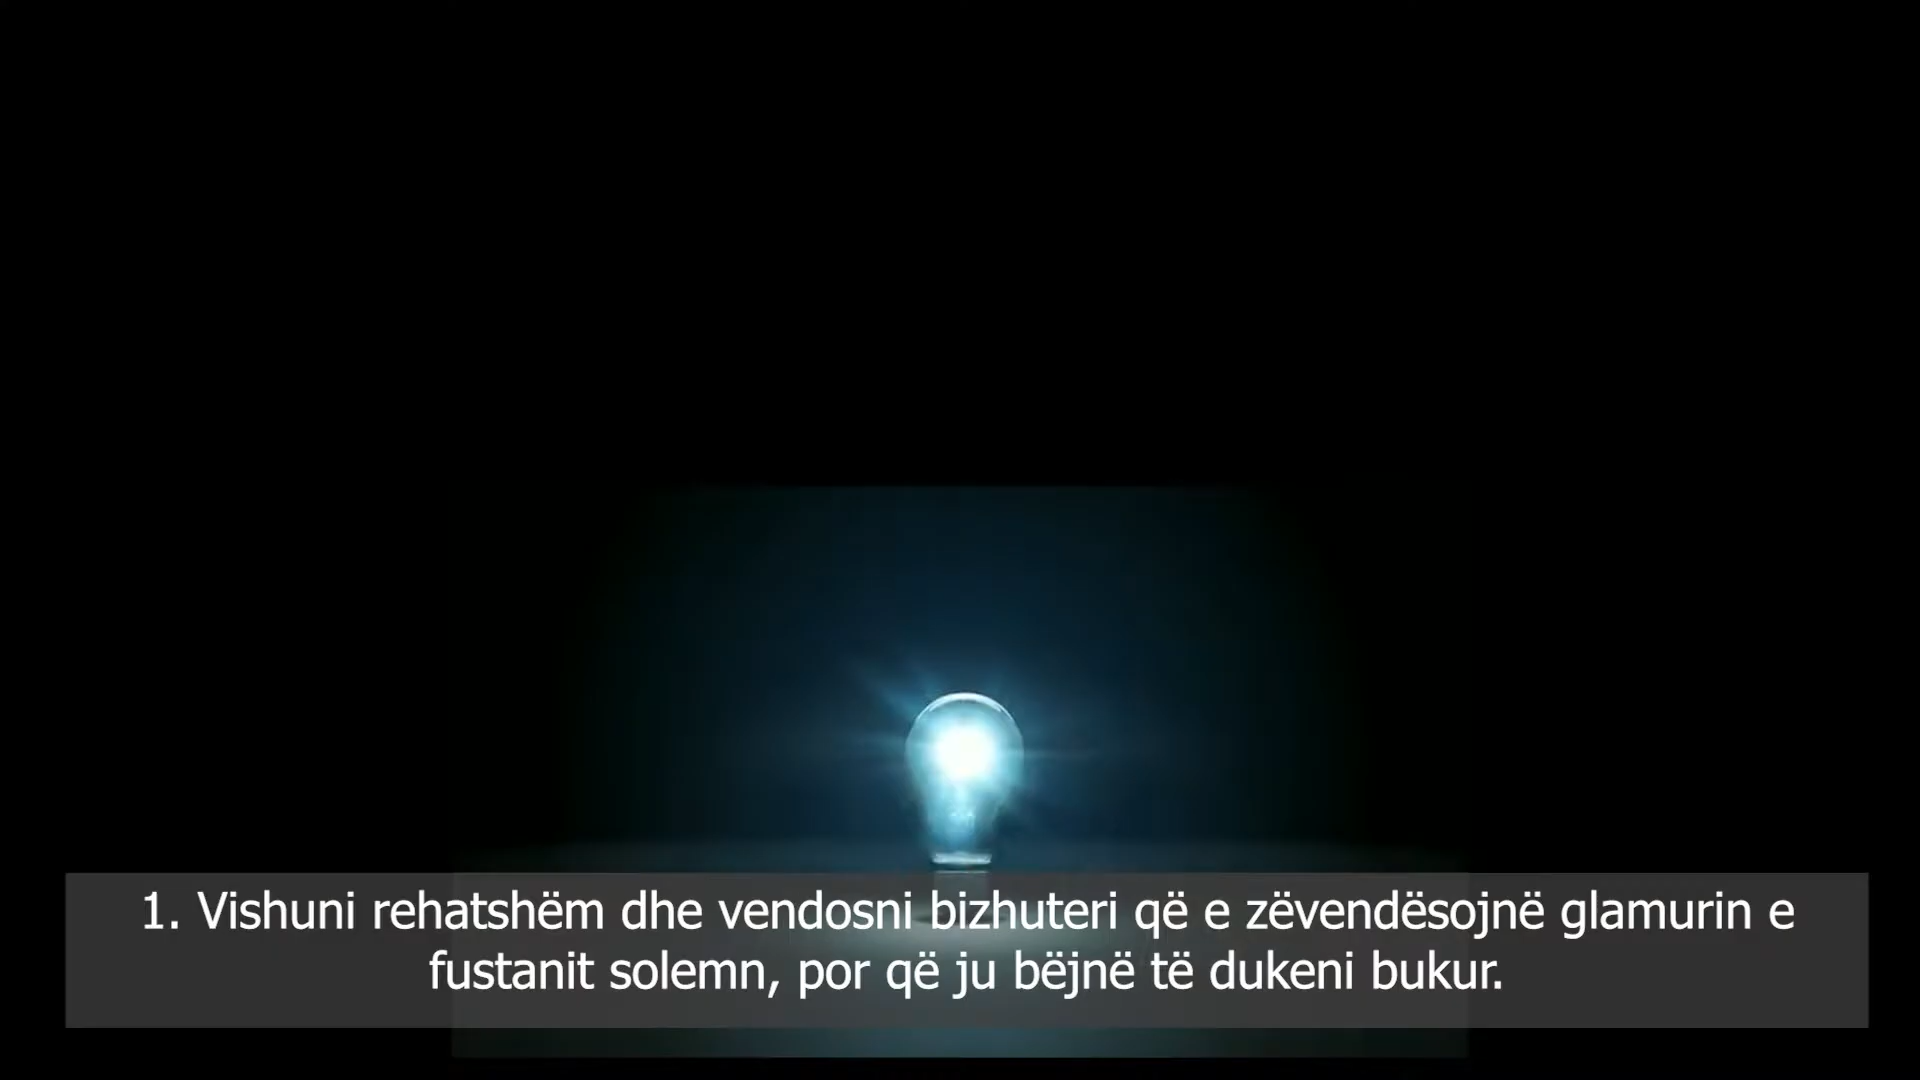 1. Vishuni rehatshëm dhe vendosni bizhuteri që e zëvendësojnë glamurin e
fustanit solemn, por që ju bëjnë të dukeni bukur.